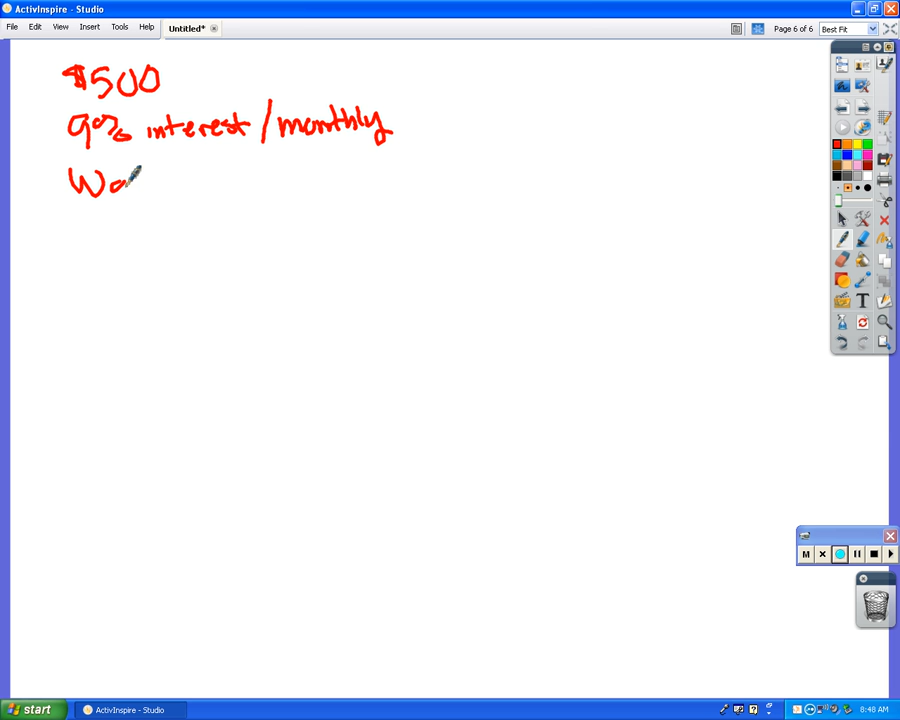 ActivInspire - Studio
File Edit View Insert Tools Help Untitled* Page 6 of 6 Best Fit
$500
9% interest / monthly
Wa
M
start ActivInspire - Studio 8:48 AM